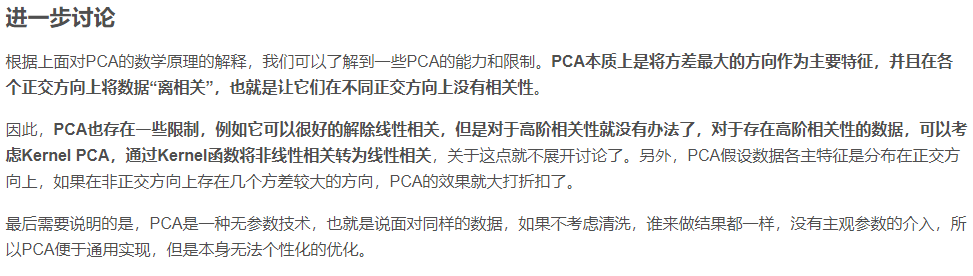 进一步讨论
根据上面对PCA的数学原理的解释，我们可以了解到一些PCA的能力和限制。PCA本质上是将方差最大的方向作为主要特征，并且在各
个正交方向上将数据“离相关”，也就是让它们在不同正交方向上没有相关性。
因此，PCA也存在一些限制，例如它可以很好的解除线性相关，但是对于高阶相关性就没有办法了，对于存在高阶相关性的数据，可以考
虑Kernel PCA，通过Kernel函数将非线性相关转为线性相关，关于这点就不展开讨论了。另外，PCA假设数据各主特征是分布在正交方
向上，如果在非正交方向上存在几个方差较大的方向，PCA的效果就大打折扣了。
最后需要说明的是，PCA是一种无参数技术，也就是说面对同样的数据，如果不考虑清洗，谁来做结果都一样，没有主观参数的介入，所
以PCA便于通用实现，但是本身无法个性化的优化。